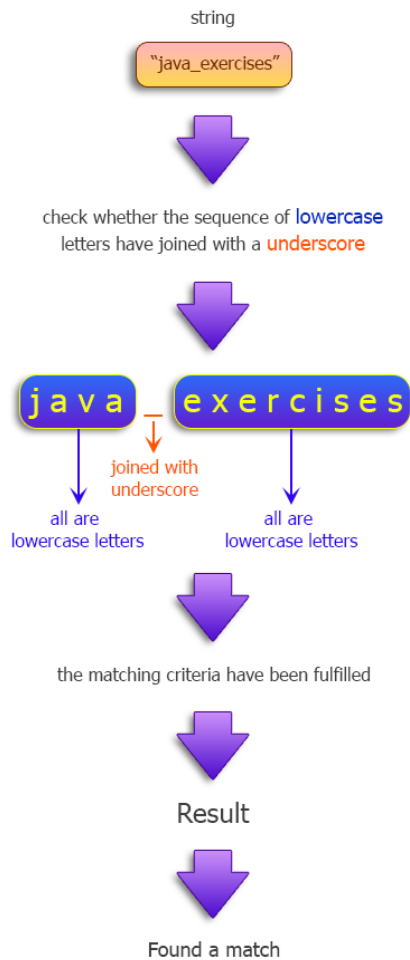 string
“java_exercises”
check whether the sequence of lowercase
letters have joined with a underscore
java _ exercises
joined with
underscore
all are
lowercase letters
all are
lowercase letters
the matching criteria have been fulfilled
Result
Found a match